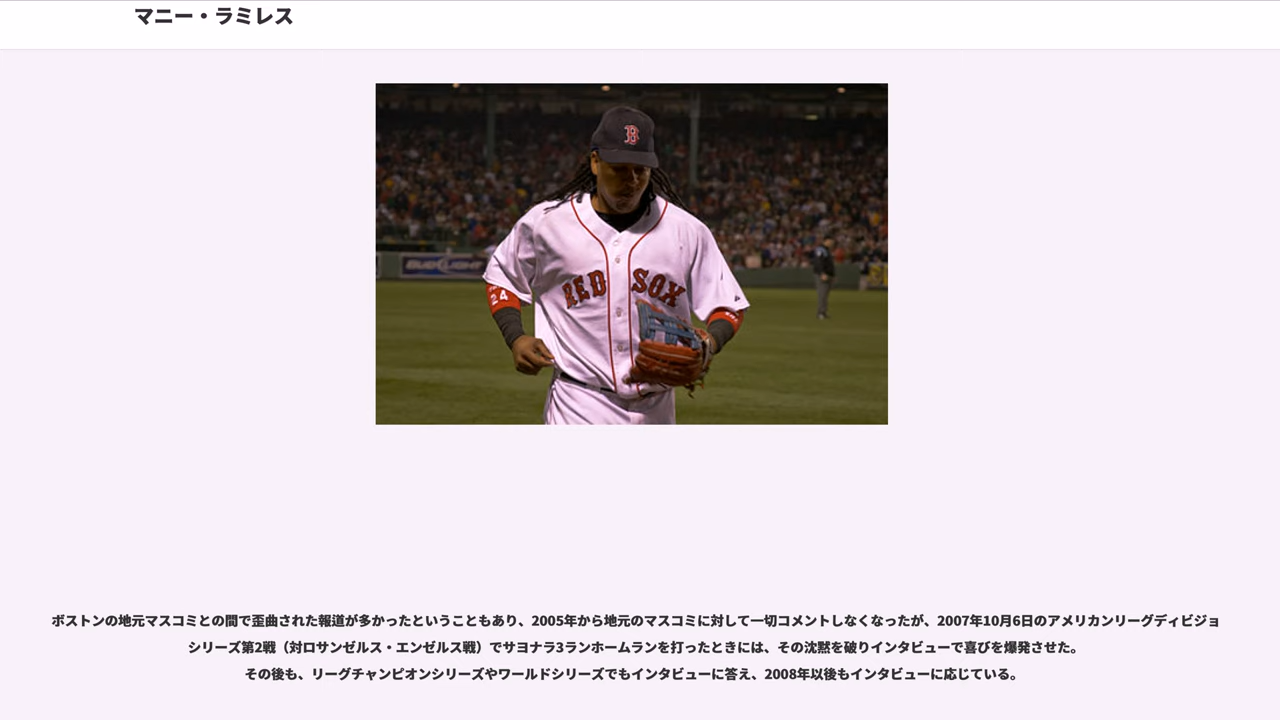 マニー・ラミレス
B
BUD LIGHT
RED SOX
24
ボストンの地元マスコミとの間で歪曲された報道が多かったということもあり、2005年から地元のマスコミに対して一切コメントしなくなったが、2007年10月6日のアメリカンリーグディビジョ
シリーズ第2戦（対ロサンゼルス・エンゼルス戦）でサヨナラ3ランホームランを打ったときには、その沈黙を破りインタビューで喜びを爆発させた。
その後も、リーグチャンピオンシリーズやワールドシリーズでもインタビューに答え、2008年以後もインタビューに応じている。